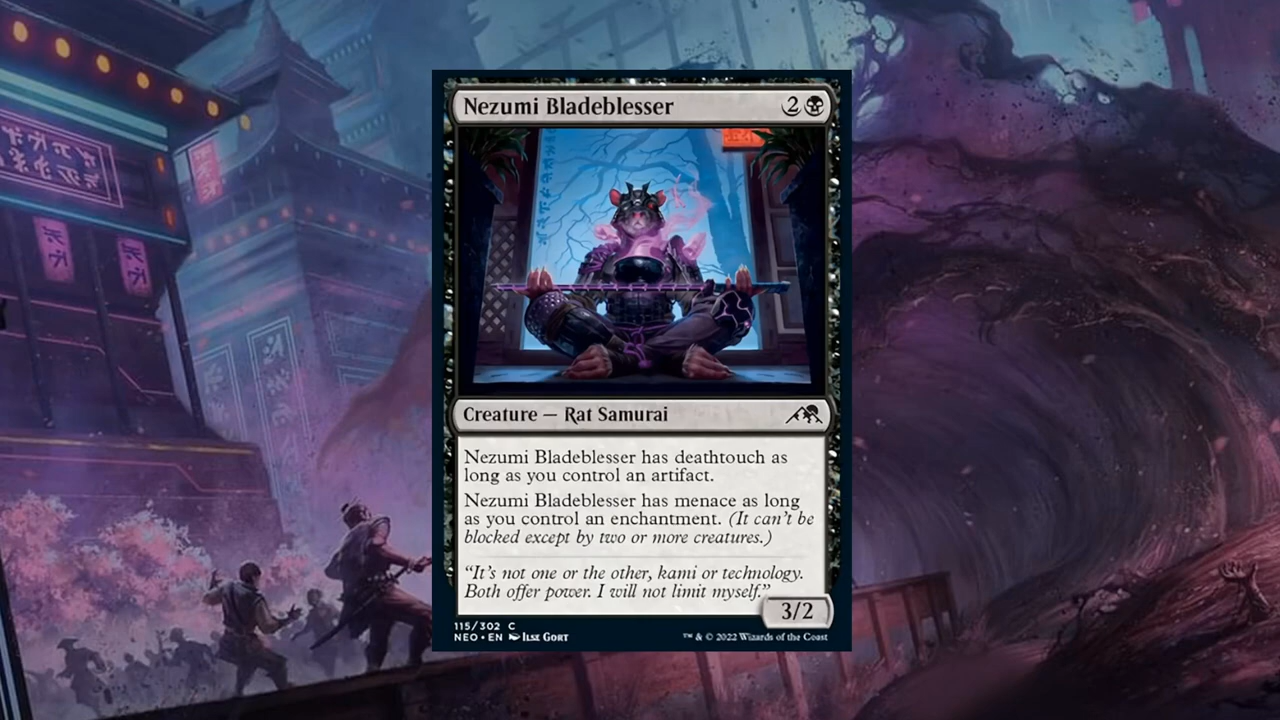 Nezumi Bladeblesser 2
Creature — Rat Samurai
Nezumi Bladeblesser has deathtouch as
long as you control an artifact.
Nezumi Bladeblesser has menace as long
as you control an enchantment. (It can't be
blocked except by two or more creatures.)
“It's not one or the other, kami or technology.
Both offer power. I will not limit myself.”
3/2
115/302 C
NEO • EN Ilse Gort
™ & © 2022 Wizards of the Coast